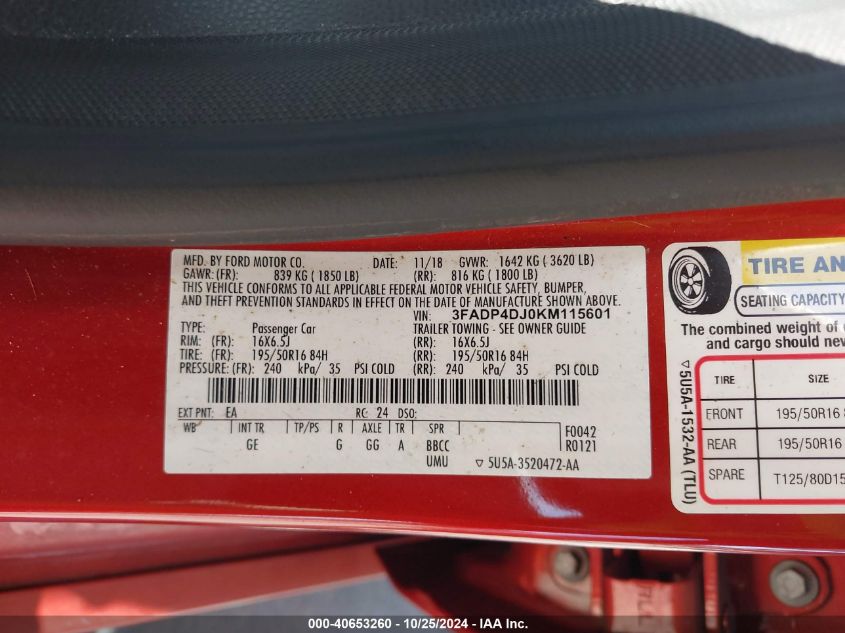 MFD. BY FORD MOTOR CO. DATE: 11/18 GVWR: 1642 KG ( 3620 LB)
GAWR: (FR): 839 KG ( 1850 LB) (RR): 816 KG ( 1800 LB)
THIS VEHICLE CONFORMS TO ALL APPLICABLE FEDERAL MOTOR VEHICLE SAFETY, BUMPER,
AND THEFT PREVENTION STANDARDS IN EFFECT ON THE DATE OF MANUFACTURE SHOWN ABOVE.
VIN: 3FADP4DJ0KM115601
TYPE: Passenger Car TRAILER TOWING - SEE OWNER GUIDE
RIM: (FR): 16X6.5J (RR): 16X6.5J
TIRE: (FR): 195/50R16 84H (RR): 195/50R16 84H
PRESSURE: (FR): 240 kPa/ 35 PSI COLD (RR): 240 kPa/ 35 PSI COLD
EXT PNT: EA RC: 24 DSO:
WB INT TR TP/PS R AXLE TR SPR F0042
GE G GG A BBCC R0121
UMU ▽ 5U5A-3520472-AA
TIRE AN
SEATING CAPACITY
The combined weight of
and cargo should nev
▽5U5A-1532-AA (TLU)
TIRE SIZE
FRONT 195/50R16 8
REAR 195/50R16
SPARE T125/80D15
000-40653260 - 10/25/2024 - © IAA Inc.